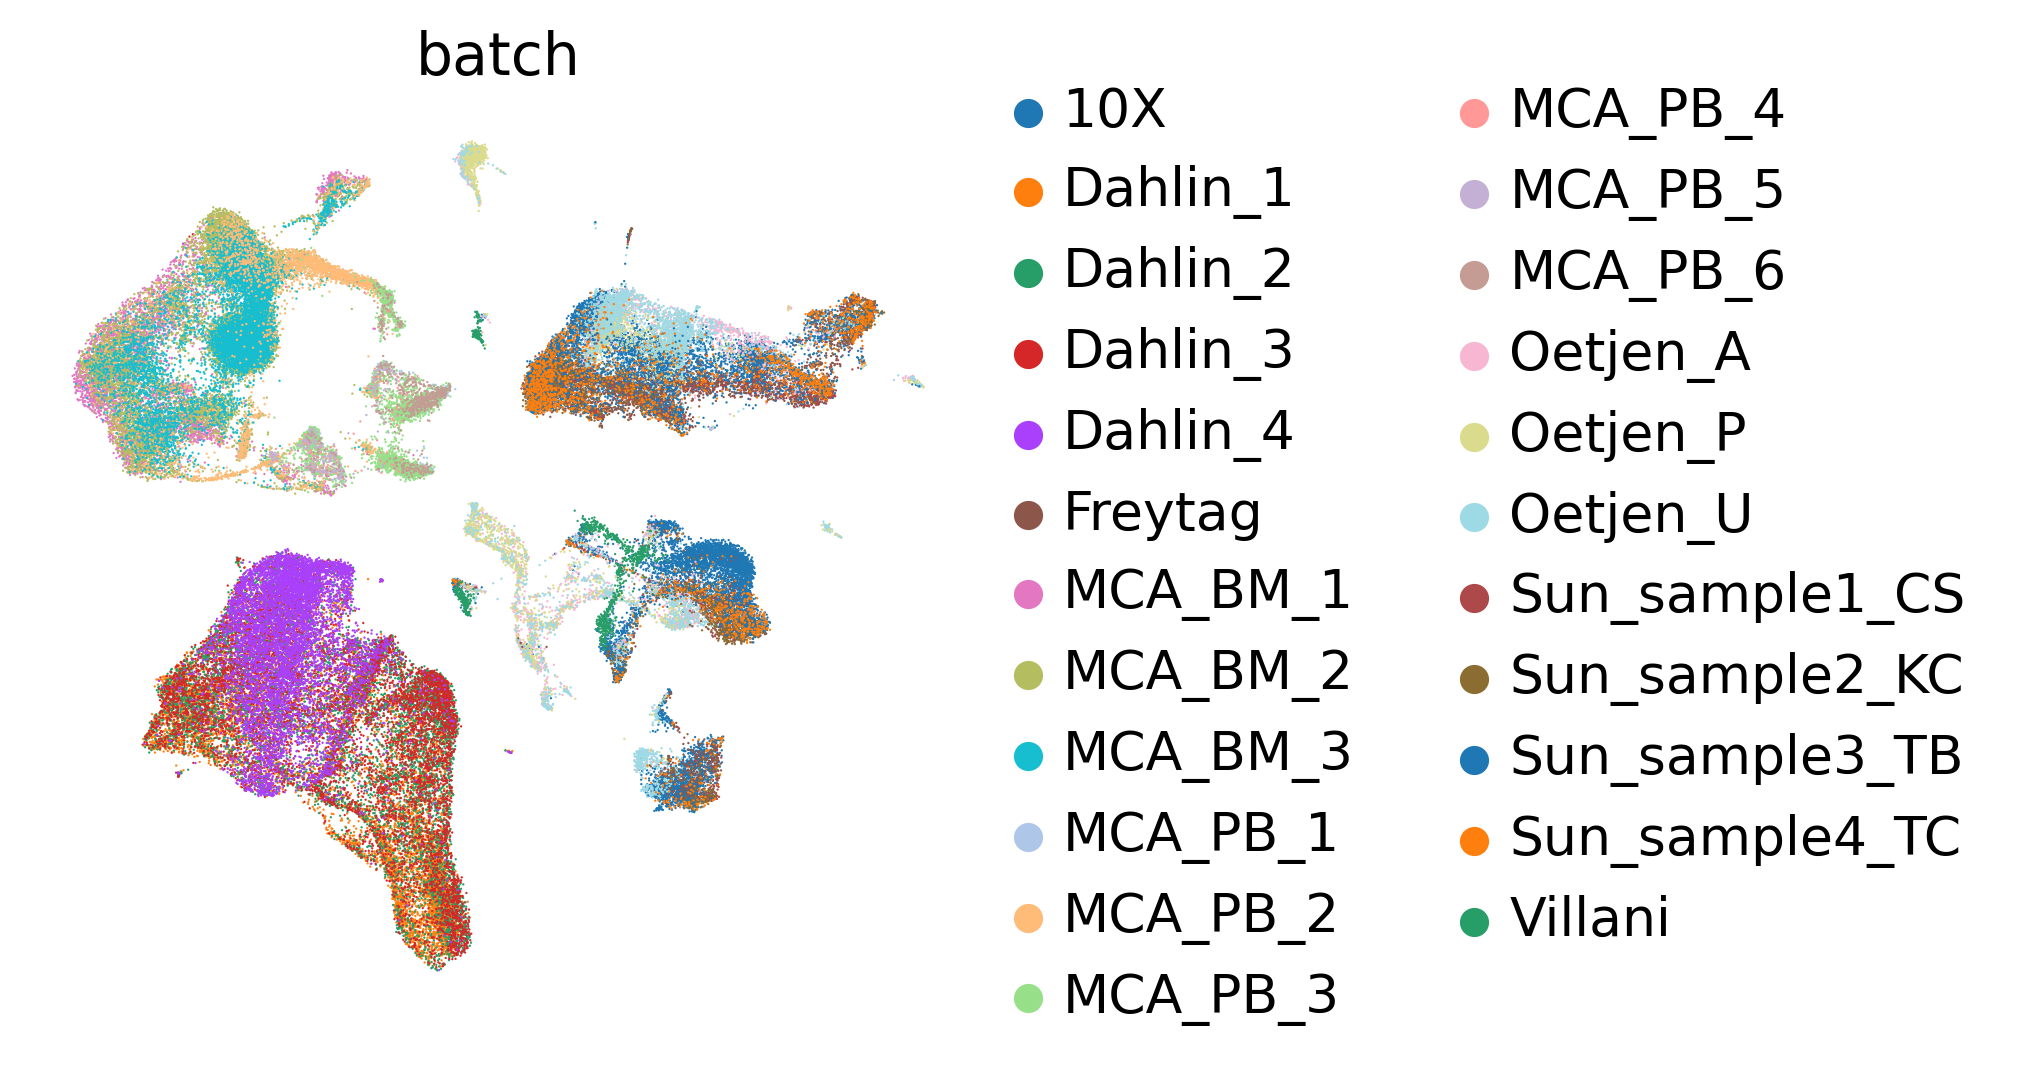 batch
10X
Dahlin_1
Dahlin_2
Dahlin_3
Dahlin_4
Freytag
MCA_BM_1
MCA_BM_2
MCA_BM_3
MCA_PB_1
MCA_PB_2
MCA_PB_3
MCA_PB_4
MCA_PB_5
MCA_PB_6
Oetjen_A
Oetjen_P
Oetjen_U
Sun_sample1_CS
Sun_sample2_KC
Sun_sample3_TB
Sun_sample4_TC
Villani